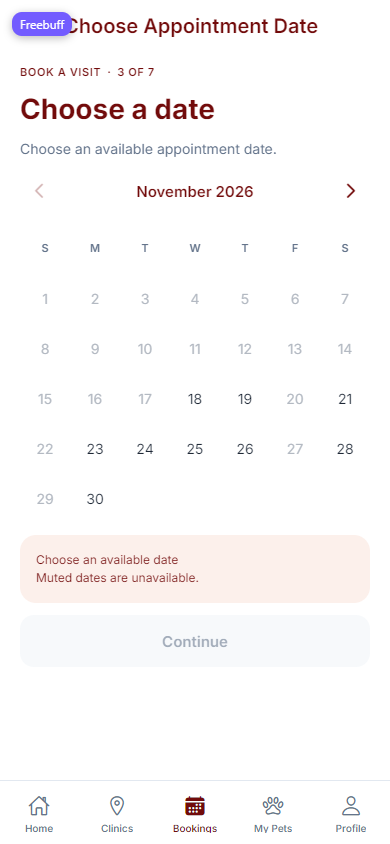 Freebuff
Choose Appointment Date
BOOK A VISIT · 3 OF 7
Choose a date
Choose an available appointment date.
November 2026
S M T W T F S
1 2 3 4 5 6 7
8 9 10 11 12 13 14
15 16 17 18 19 20 21
22 23 24 25 26 27 28
29 30
Choose an available date
Muted dates are unavailable.
Continue
Home Clinics Bookings My Pets Profile